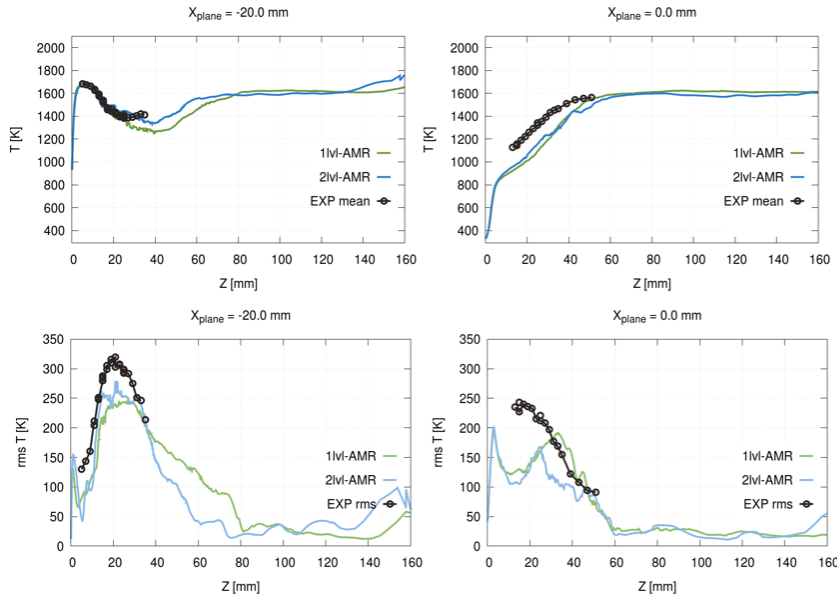 X_plane = -20.0 mm
2000
1800
1600
1400
1200
1000
800
600
400
T [K]
1lvl-AMR
2lvl-AMR
EXP mean
0 20 40 60 80 100 120 140 160
Z [mm]
X_plane = 0.0 mm
2000
1800
1600
1400
1200
1000
800
600
400
T [K]
1lvl-AMR
2lvl-AMR
EXP mean
0 20 40 60 80 100 120 140 160
Z [mm]
X_plane = -20.0 mm
350
300
250
200
150
100
50
0
rms T [K]
1lvl-AMR
2lvl-AMR
EXP rms
0 20 40 60 80 100 120 140 160
Z [mm]
X_plane = 0.0 mm
350
300
250
200
150
100
50
0
rms T [K]
1lvl-AMR
2lvl-AMR
EXP rms
0 20 40 60 80 100 120 140 160
Z [mm]